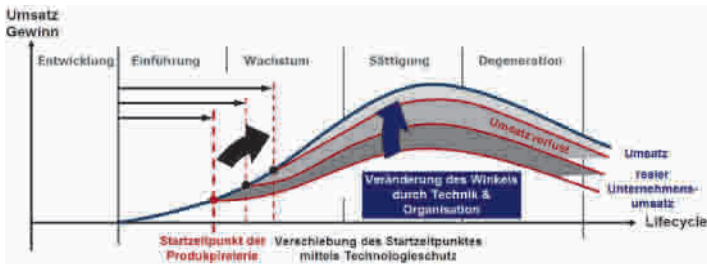 Umsatz
Gewinn
Entwicklung
Einführung
Wachstum
Sättigung
Degeneration
Umsatzverlust
Umsatz
realer
Unternehmens-
umsatz
Veränderung des Winkels
durch Technik &
Organisation
Lifecycle
Startzeitpunkt der
Produkpiraterie
Verschiebung des Startzeitpunktes
mittels Technologieschutz